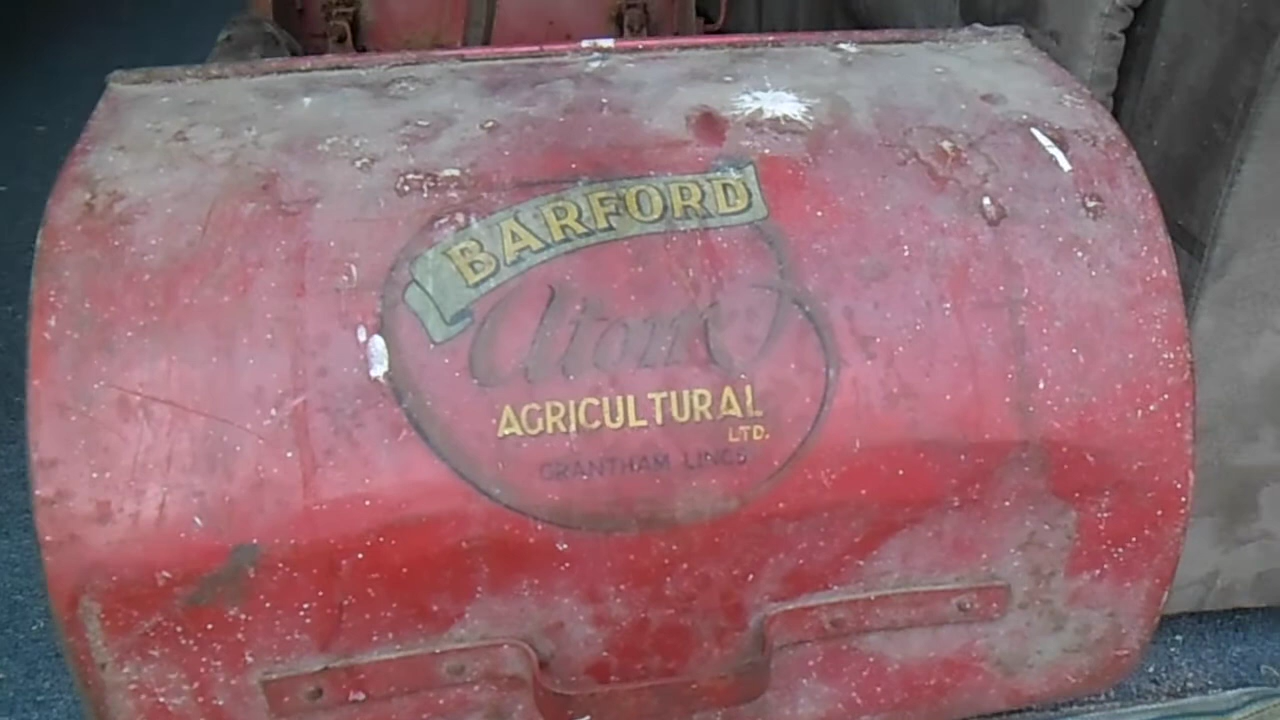 BARFORD
Atom
AGRICULTURAL
LTD.
GRANTHAM LINCS